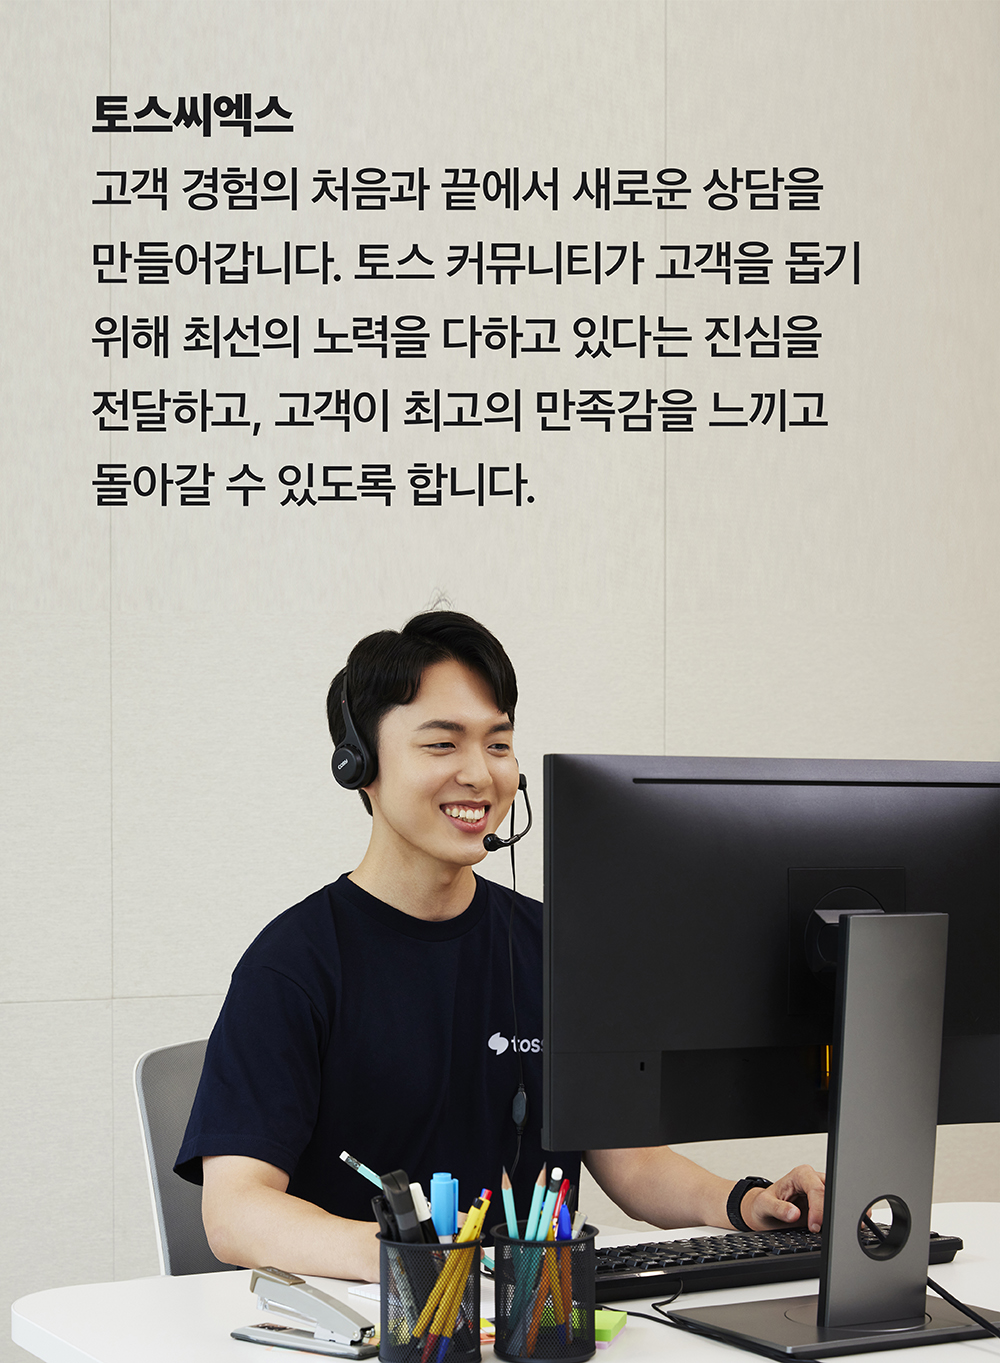 토스씨엑스
고객 경험의 처음과 끝에서 새로운 상담을
만들어갑니다. 토스 커뮤니티가 고객을 돕기
위해 최선의 노력을 다하고 있다는 진심을
전달하고, 고객이 최고의 만족감을 느끼고
돌아갈 수 있도록 합니다.
toss